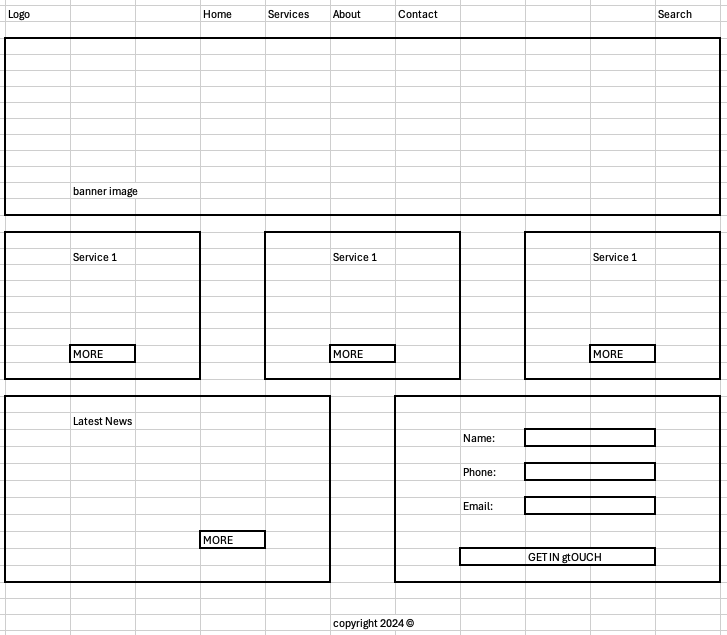 Logo Home Services About Contact Search
banner image
Service 1 Service 1 Service 1
MORE MORE MORE
Latest News
Name:
Phone:
Email:
MORE
GET IN gtOUCH
copyright 2024 ©